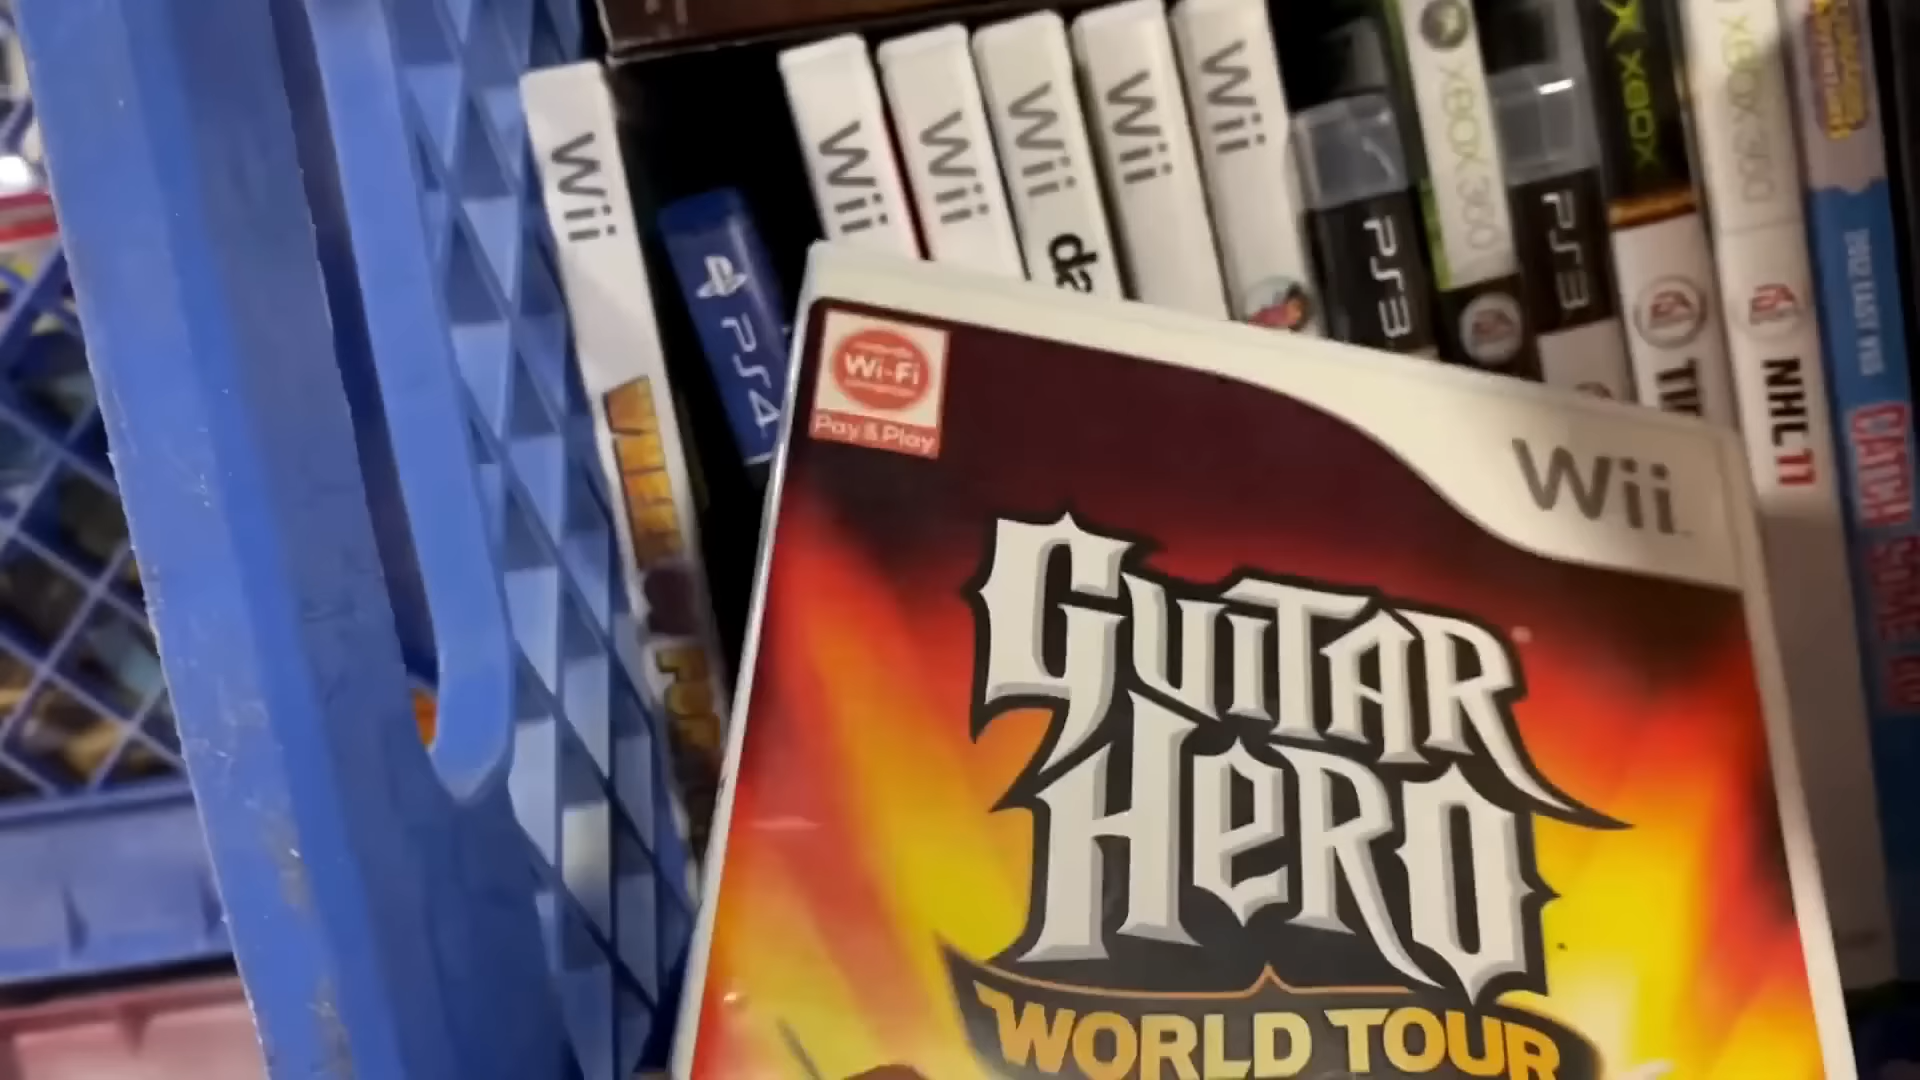 Wii
PS4
Wii
Wii
Wii
da
Wii
Wii
PS3
XBOX 360
PS3
XBOX
XBOX 360
NHL 11
Wi-Fi
Pay & Play
Wii
GUITAR
HERO
WORLD TOUR